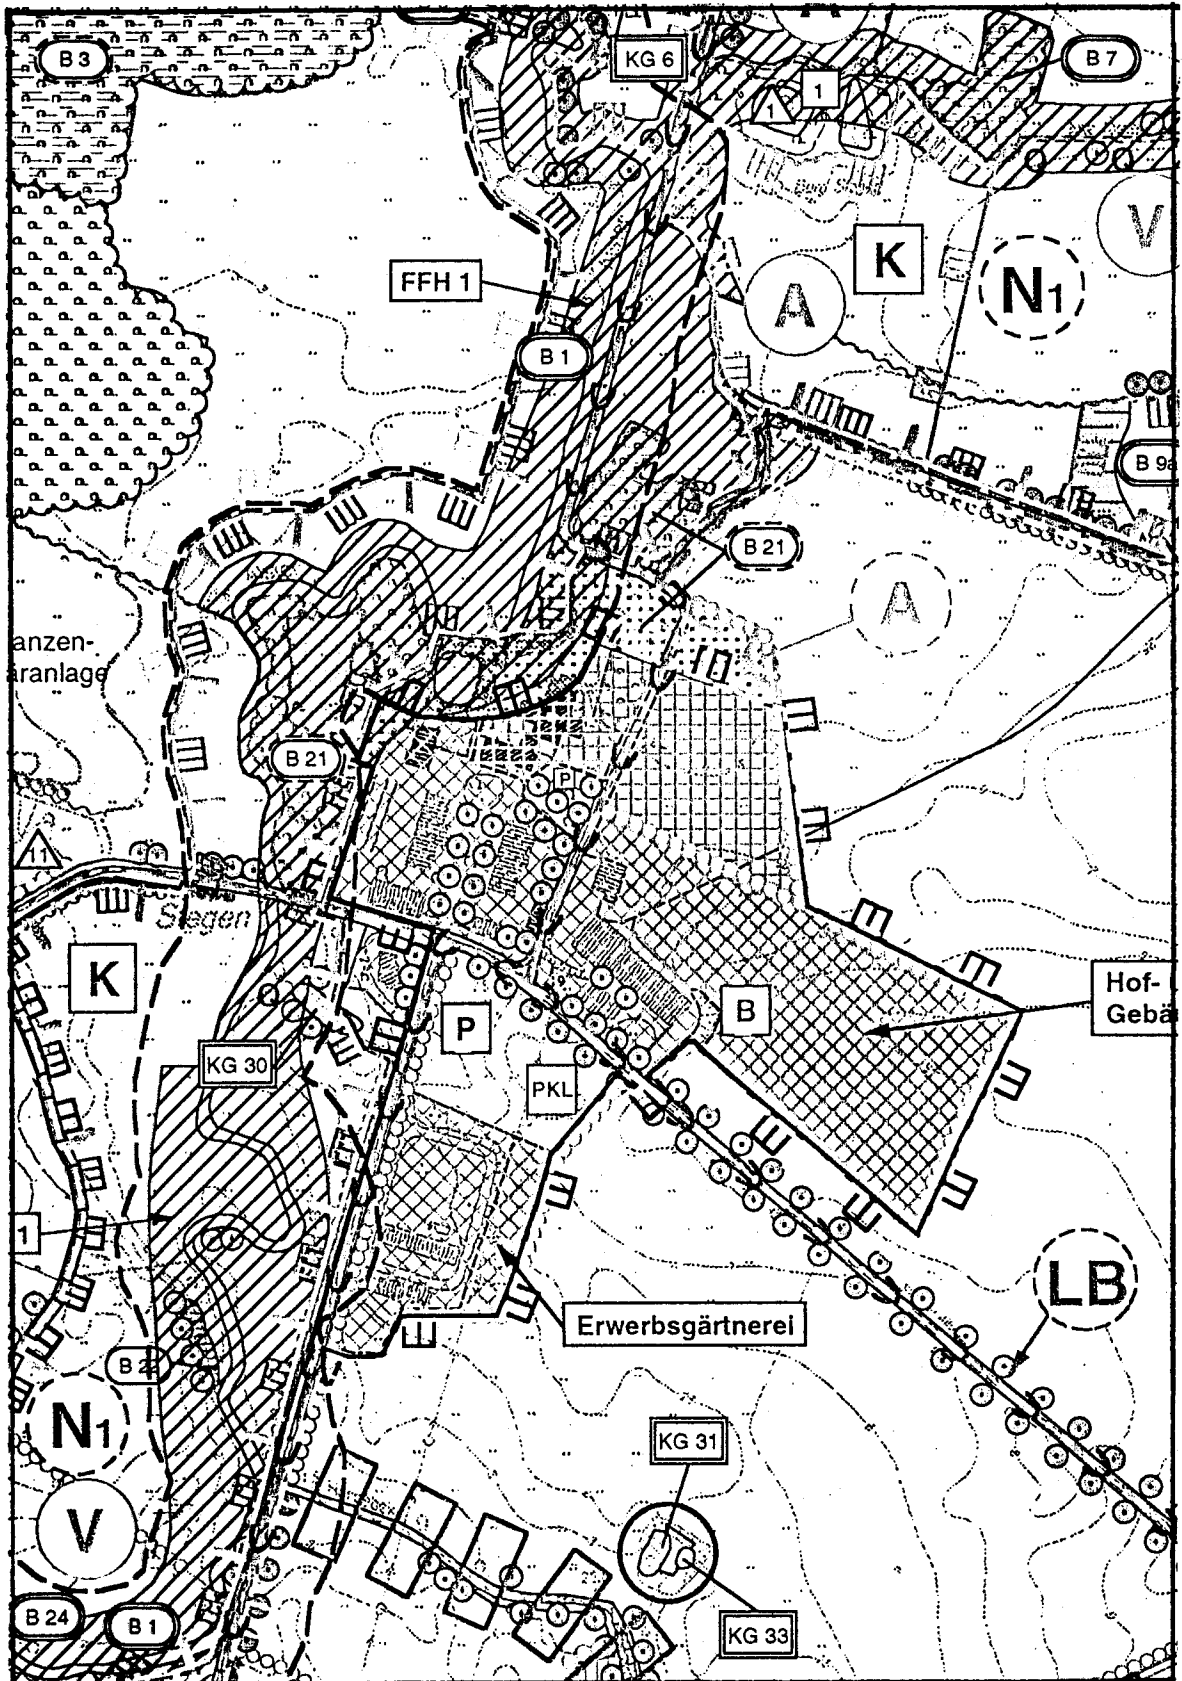 B 3
KG 6
B 7
1
1
K
V
N1
FFH 1
A
B 1
B 9a
B 21
A
anzen-
äranlage
B 21
P
11
Siegen
K
P
B
Hof-
Gebä
KG 30
PKL
1
LB
Erwerbsgärtnerei
N1
KG 31
V
B 24
B 1
KG 33